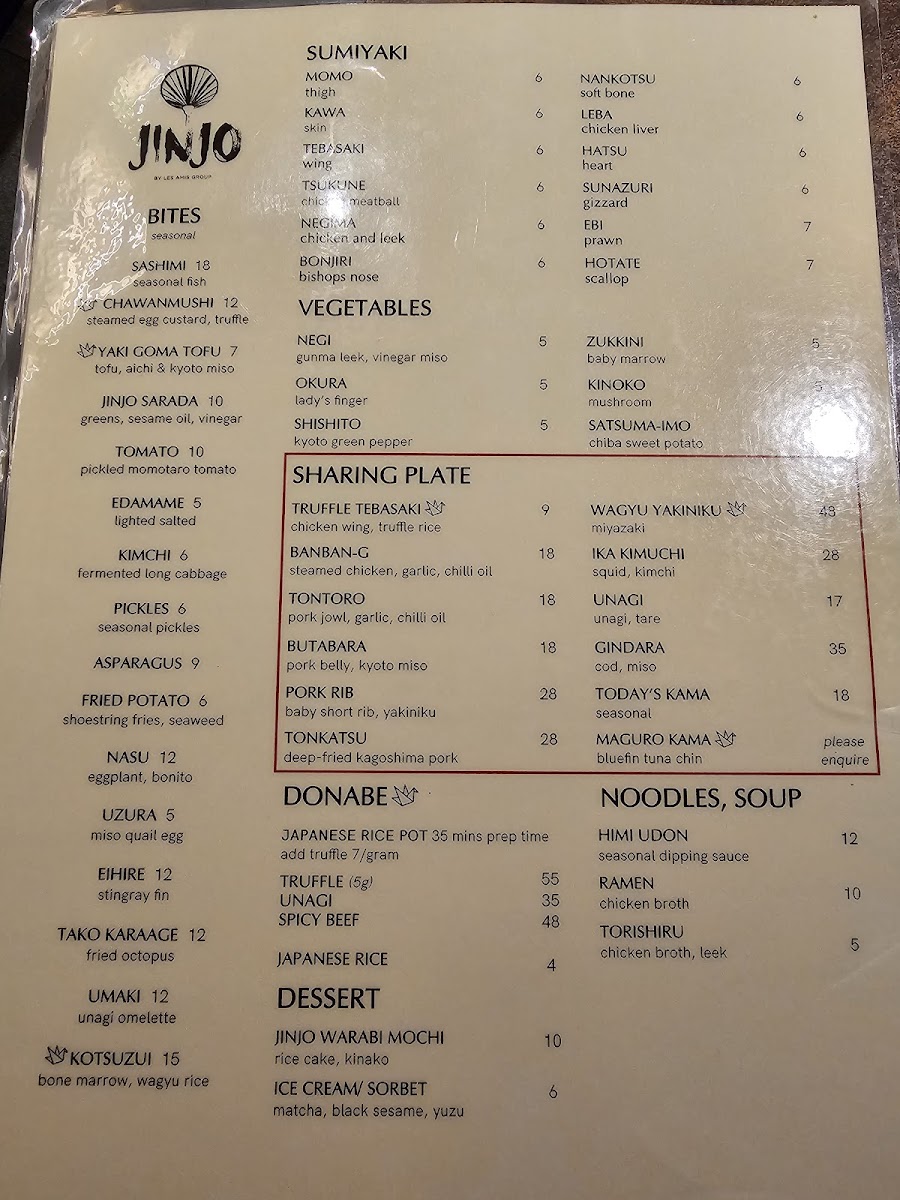 JINJO
BY LES AMIS GROUP
BITES
seasonal
SASHIMI 18
seasonal fish
CHAWANMUSHI 12
steamed egg custard, truffle
YAKI GOMA TOFU 7
tofu, aichi & kyoto miso
JINJO SARADA 10
greens, sesame oil, vinegar
TOMATO 10
pickled momotaro tomato
EDAMAME 5
lighted salted
KIMCHI 6
fermented long cabbage
PICKLES 6
seasonal pickles
ASPARAGUS 9
FRIED POTATO 6
shoestring fries, seaweed
NASU 12
eggplant, bonito
UZURA 5
miso quail egg
EIHIRE 12
stingray fin
TAKO KARAAGE 12
fried octopus
UMAKI 12
unagi omelette
KOTSUZUI 15
bone marrow, wagyu rice
SUMIYAKI
MOMO 6
thigh
KAWA 6
skin
TEBASAKI 6
wing
TSUKUNE 6
chicken meatball
NEGIMA 6
chicken and leek
BONJIRI 6
bishops nose
NANKOTSU 6
soft bone
LEBA 6
chicken liver
HATSU 6
heart
SUNAZURI 6
gizzard
EBI 7
prawn
HOTATE 7
scallop
VEGETABLES
NEGI 5
gunma leek, vinegar miso
OKURA 5
lady's finger
SHISHITO 5
kyoto green pepper
ZUKKINI 5
baby marrow
KINOKO 5
mushroom
SATSUMA-IMO
chiba sweet potato
SHARING PLATE
TRUFFLE TEBASAKI 9
chicken wing, truffle rice
BANBAN-G 18
steamed chicken, garlic, chilli oil
TONTORO 18
pork jowl, garlic, chilli oil
BUTABARA 18
pork belly, kyoto miso
PORK RIB 28
baby short rib, yakiniku
TONKATSU 28
deep-fried kagoshima pork
WAGYU YAKINIKU 48
miyazaki
IKA KIMUCHI 28
squid, kimchi
UNAGI 17
unagi, tare
GINDARA 35
cod, miso
TODAY'S KAMA 18
seasonal
MAGURO KAMA please
bluefin tuna chin enquire
DONABE
JAPANESE RICE POT 35 mins prep time
add truffle 7/gram
TRUFFLE (5g) 55
UNAGI 35
SPICY BEEF 48
JAPANESE RICE 4
DESSERT
JINJO WARABI MOCHI 10
rice cake, kinako
ICE CREAM/ SORBET 6
matcha, black sesame, yuzu
NOODLES, SOUP
HIMI UDON 12
seasonal dipping sauce
RAMEN 10
chicken broth
TORISHIRU 5
chicken broth, leek